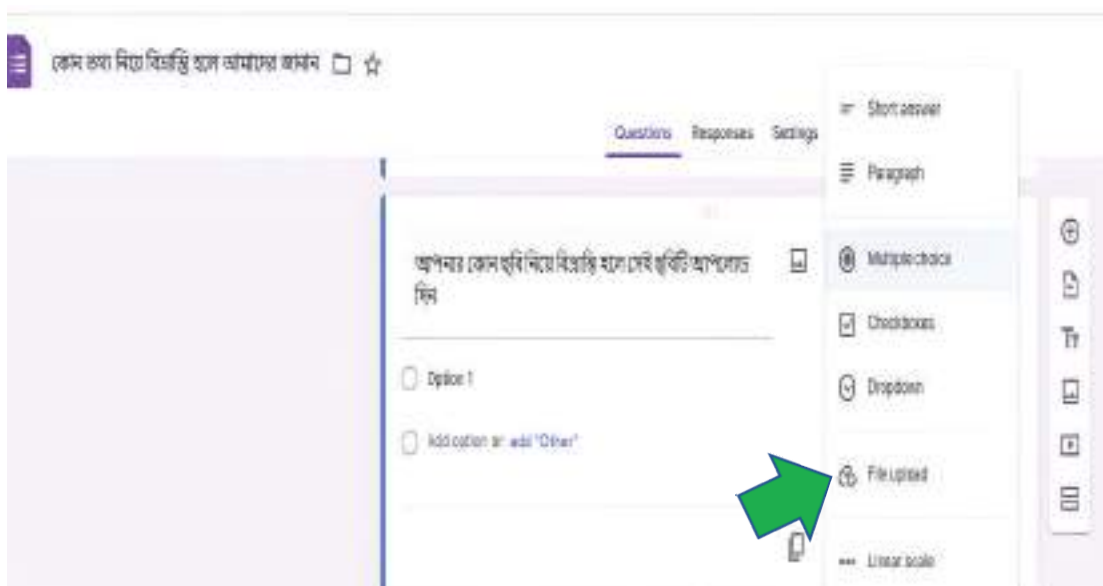 কোন তথ্য নিয়ে বিভ্রান্তি হলে আমাদের জানান
Questions Responses Settings
আপনার কোন ছবি নিয়ে বিভ্রান্তি হলে সেই ছবিটি আপলোড
দিন
Option 1
Add option or add "Other"
Short answer
Paragraph
Multiple choice
Checkboxes
Dropdown
File upload
Linear scale
Tт